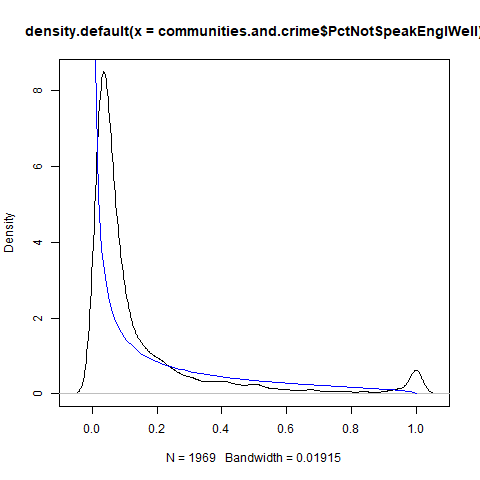 density.default(x = communities.and.crime$PctNotSpeakEnglWell)
Density
8
6
4
2
0
0.0 0.2 0.4 0.6 0.8 1.0
N = 1969 Bandwidth = 0.01915